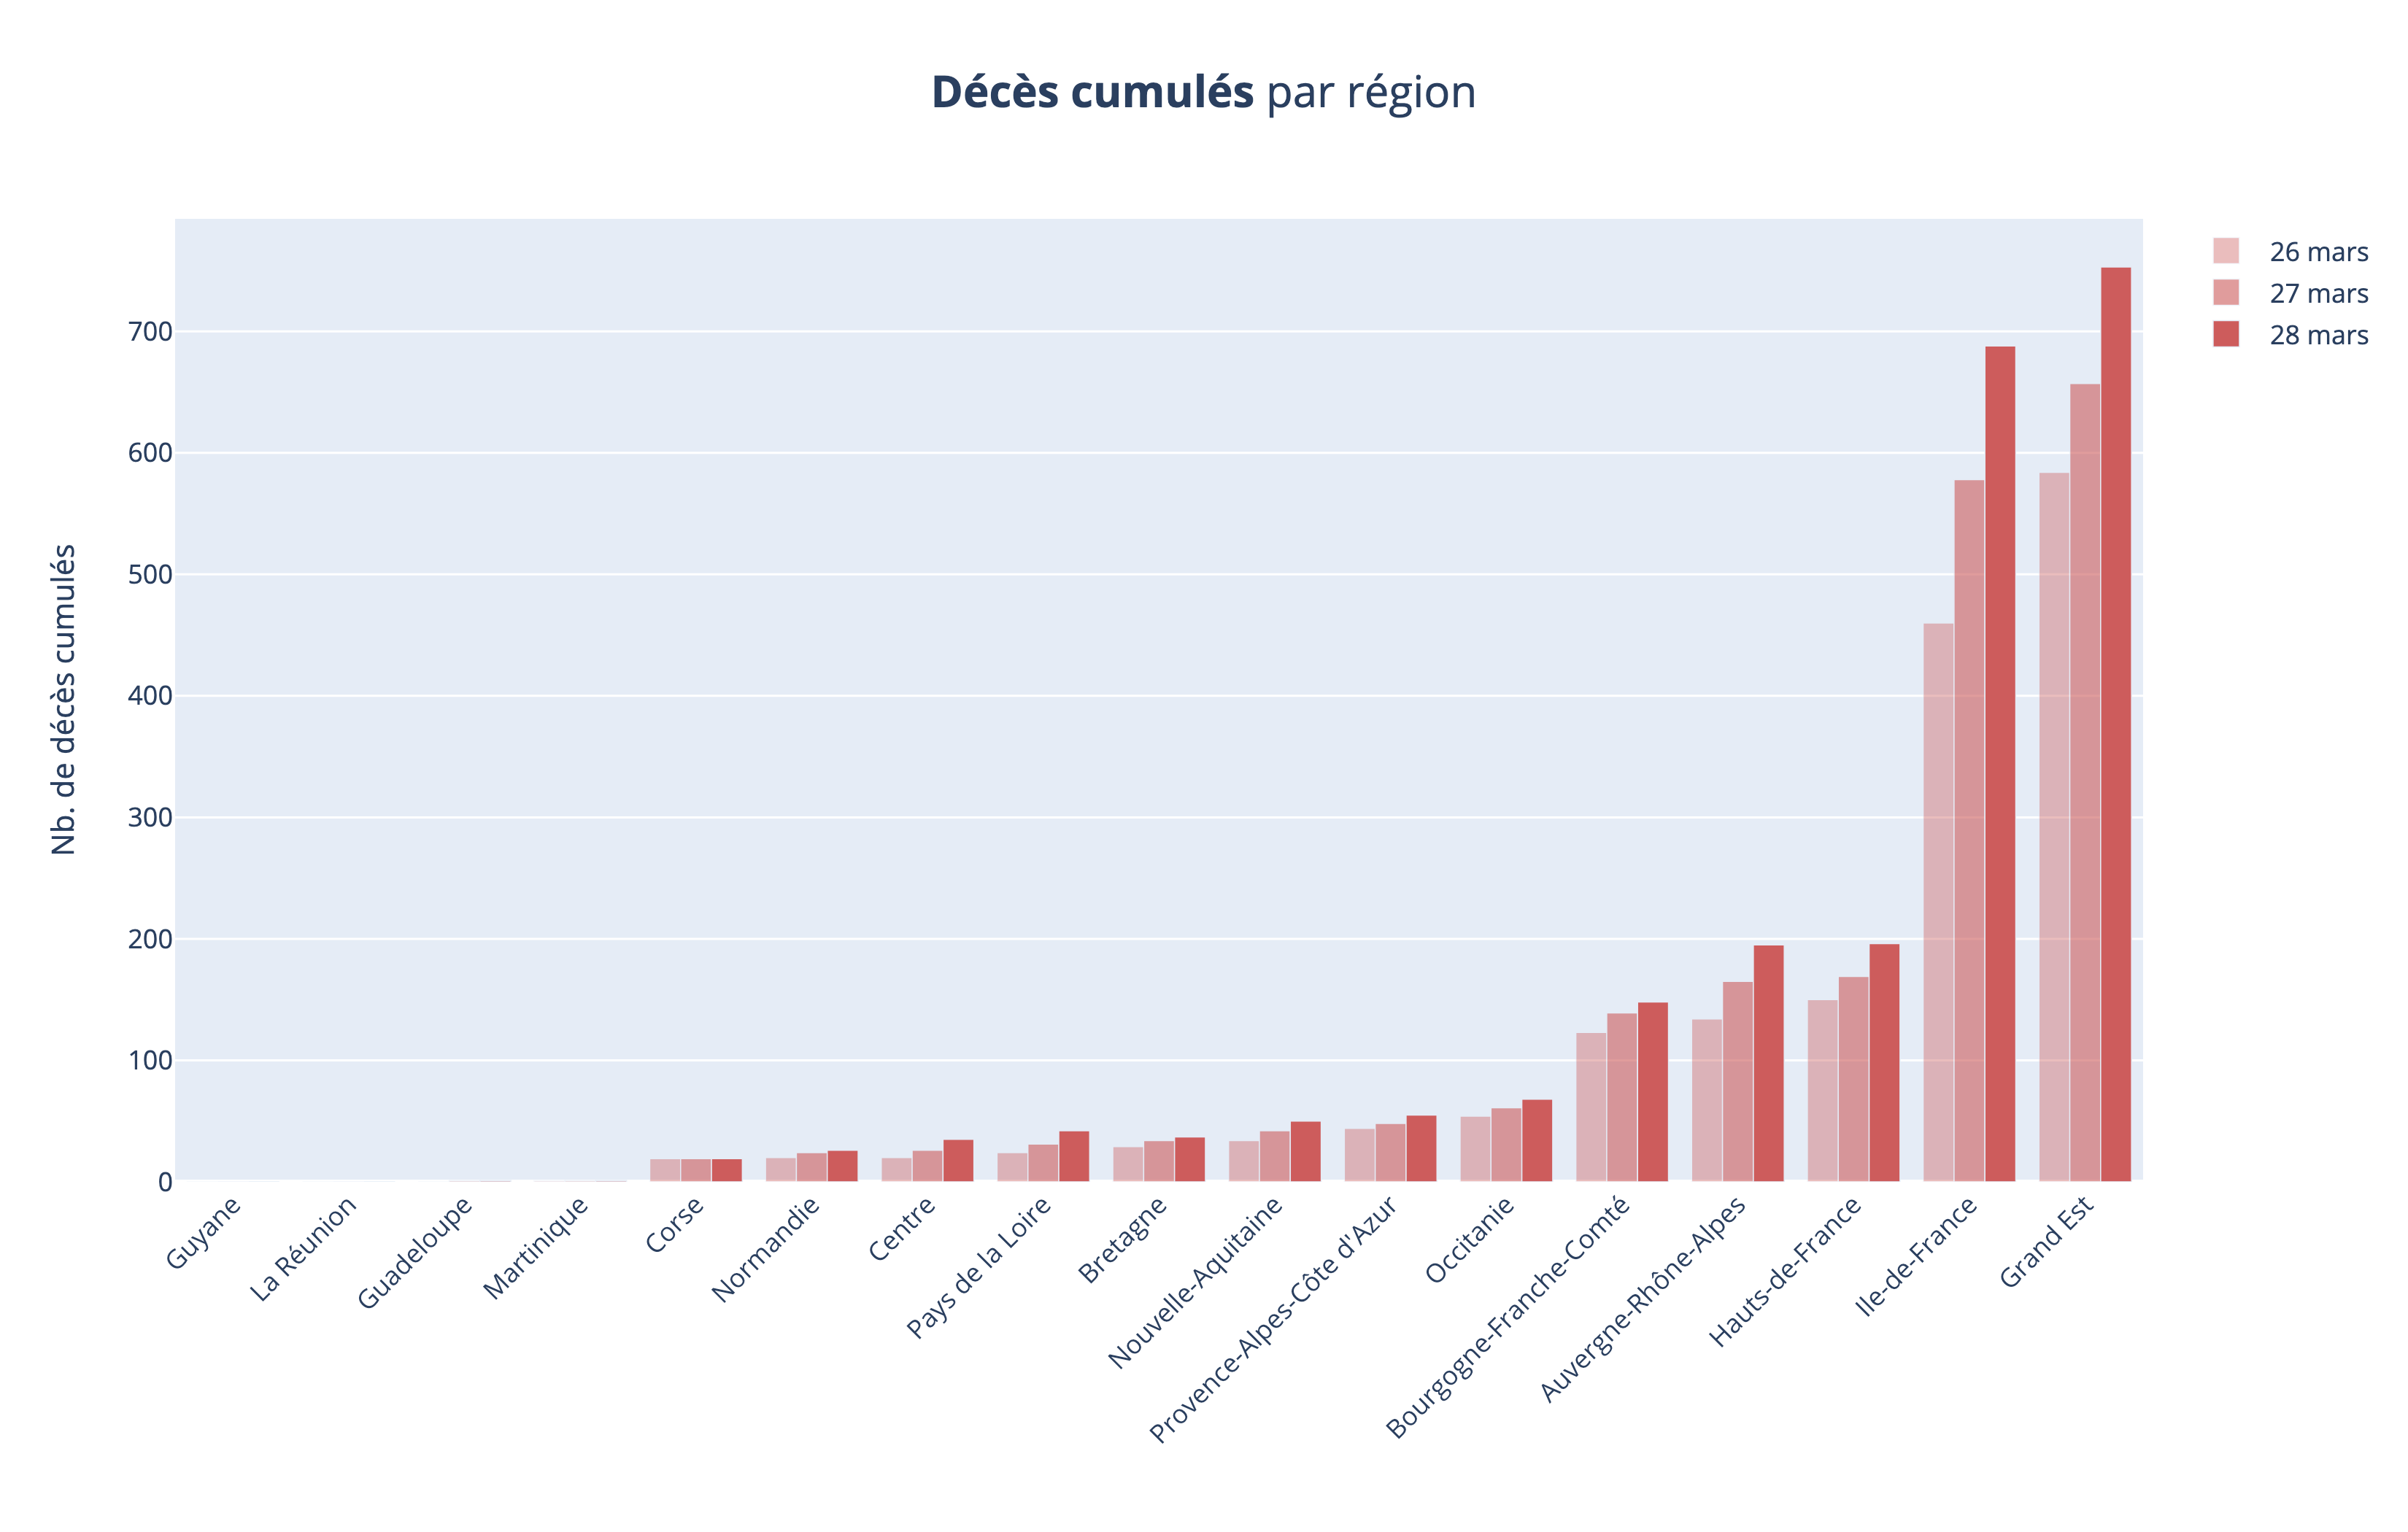 Décès cumulés par région
26 mars
27 mars
28 mars
Nb. de décès cumulés
700
600
500
400
300
200
100
0
Guyane
La Réunion
Guadeloupe
Martinique
Corse
Normandie
Centre
Pays de la Loire
Bretagne
Nouvelle-Aquitaine
Provence-Alpes-Côte d'Azur
Occitanie
Bourgogne-Franche-Comté
Auvergne-Rhône-Alpes
Hauts-de-France
Ile-de-France
Grand Est